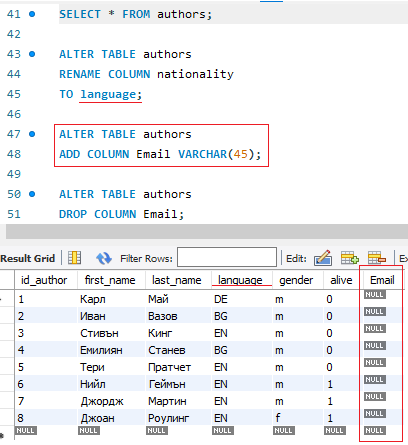 41 SELECT * FROM authors;
42
43 ALTER TABLE authors
44 RENAME COLUMN nationality
45 TO language;
46
47 ALTER TABLE authors
48 ADD COLUMN Email VARCHAR(45);
49
50 ALTER TABLE authors
51 DROP COLUMN Email;
Result Grid Filter Rows: Edit:
id_author first_name last_name language gender alive Email
1 Карл Май DE m 0 NULL
2 Иван Вазов BG m 0 NULL
3 Стивън Кинг EN m 0 NULL
4 Емилиян Станев BG m 0 NULL
5 Тери Пратчет EN m 0 NULL
6 Нийл Геймън EN m 1 NULL
7 Джордж Мартин EN m 1 NULL
8 Джоан Роулинг EN f 1 NULL
NULL NULL NULL NULL NULL NULL NULL